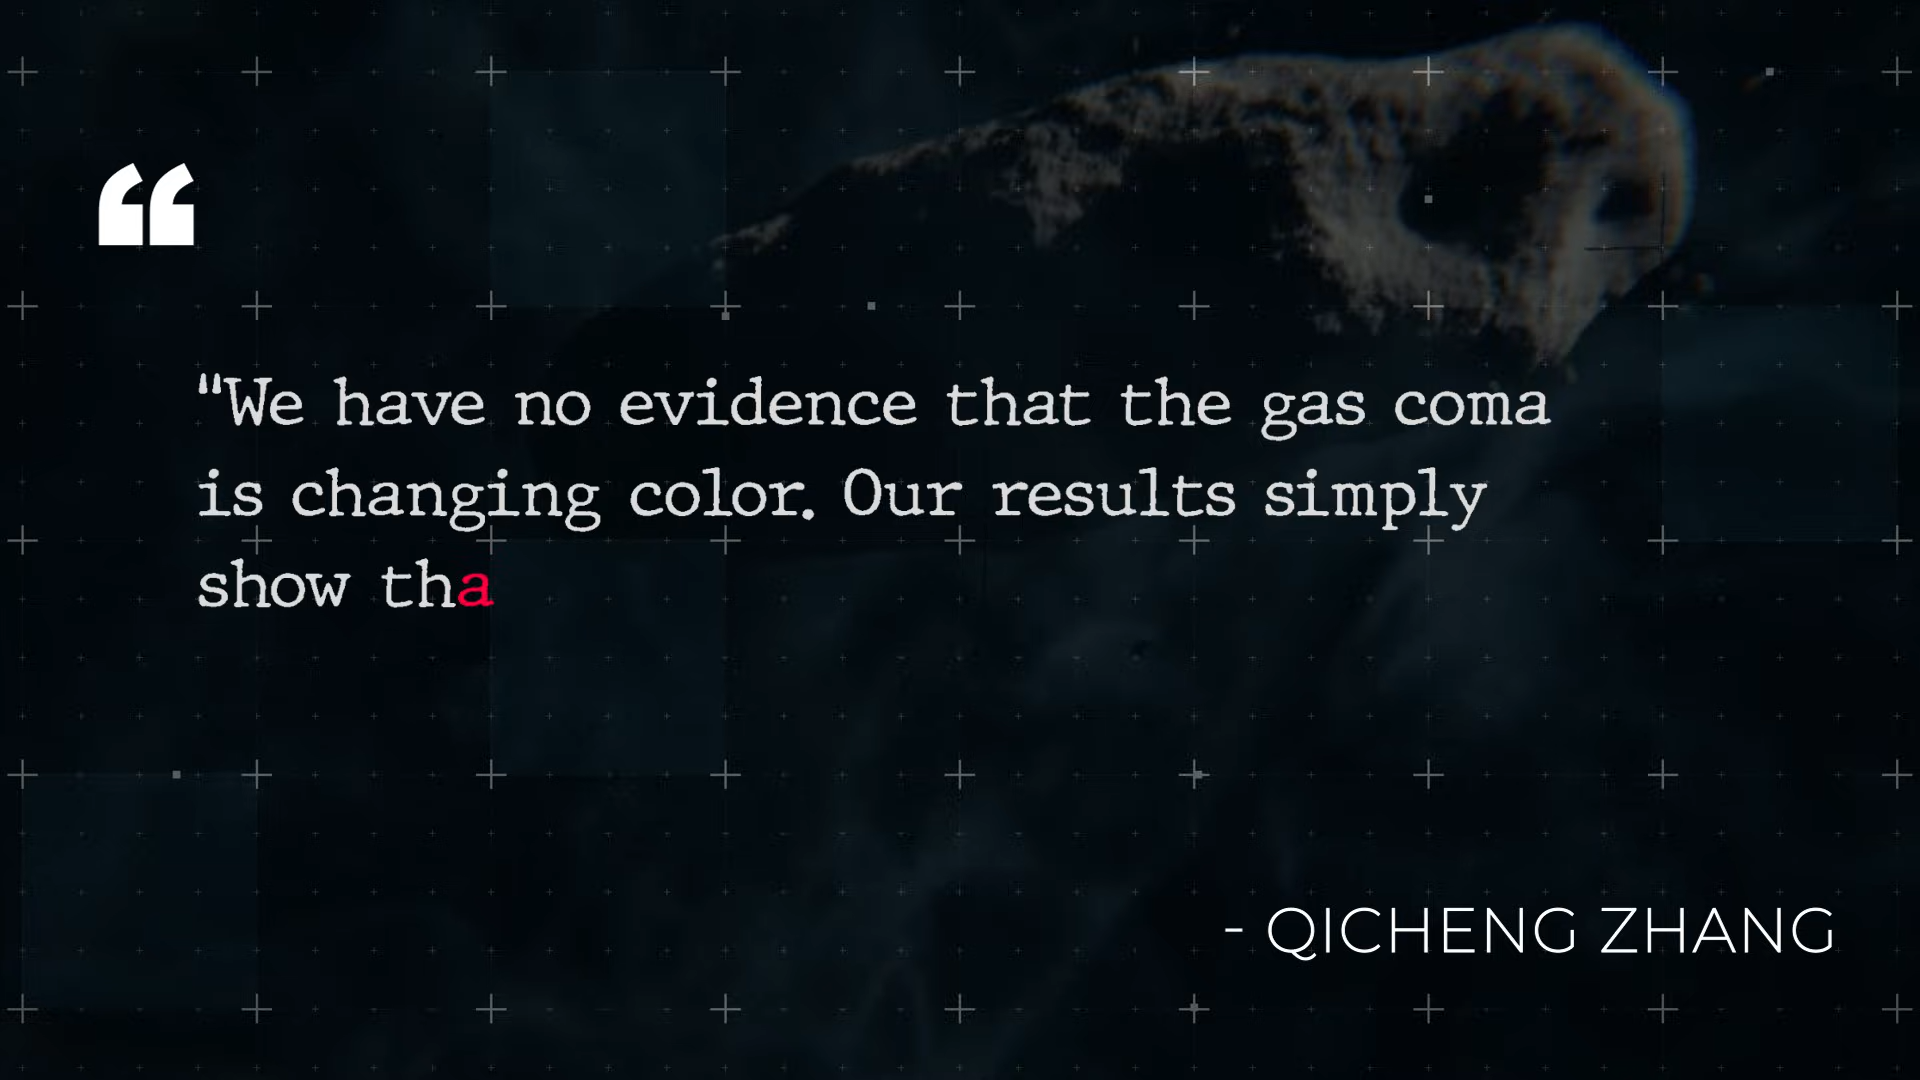 “
"We have no evidence that the gas coma
is changing color. Our results simply
show tha
- QICHENG ZHANG